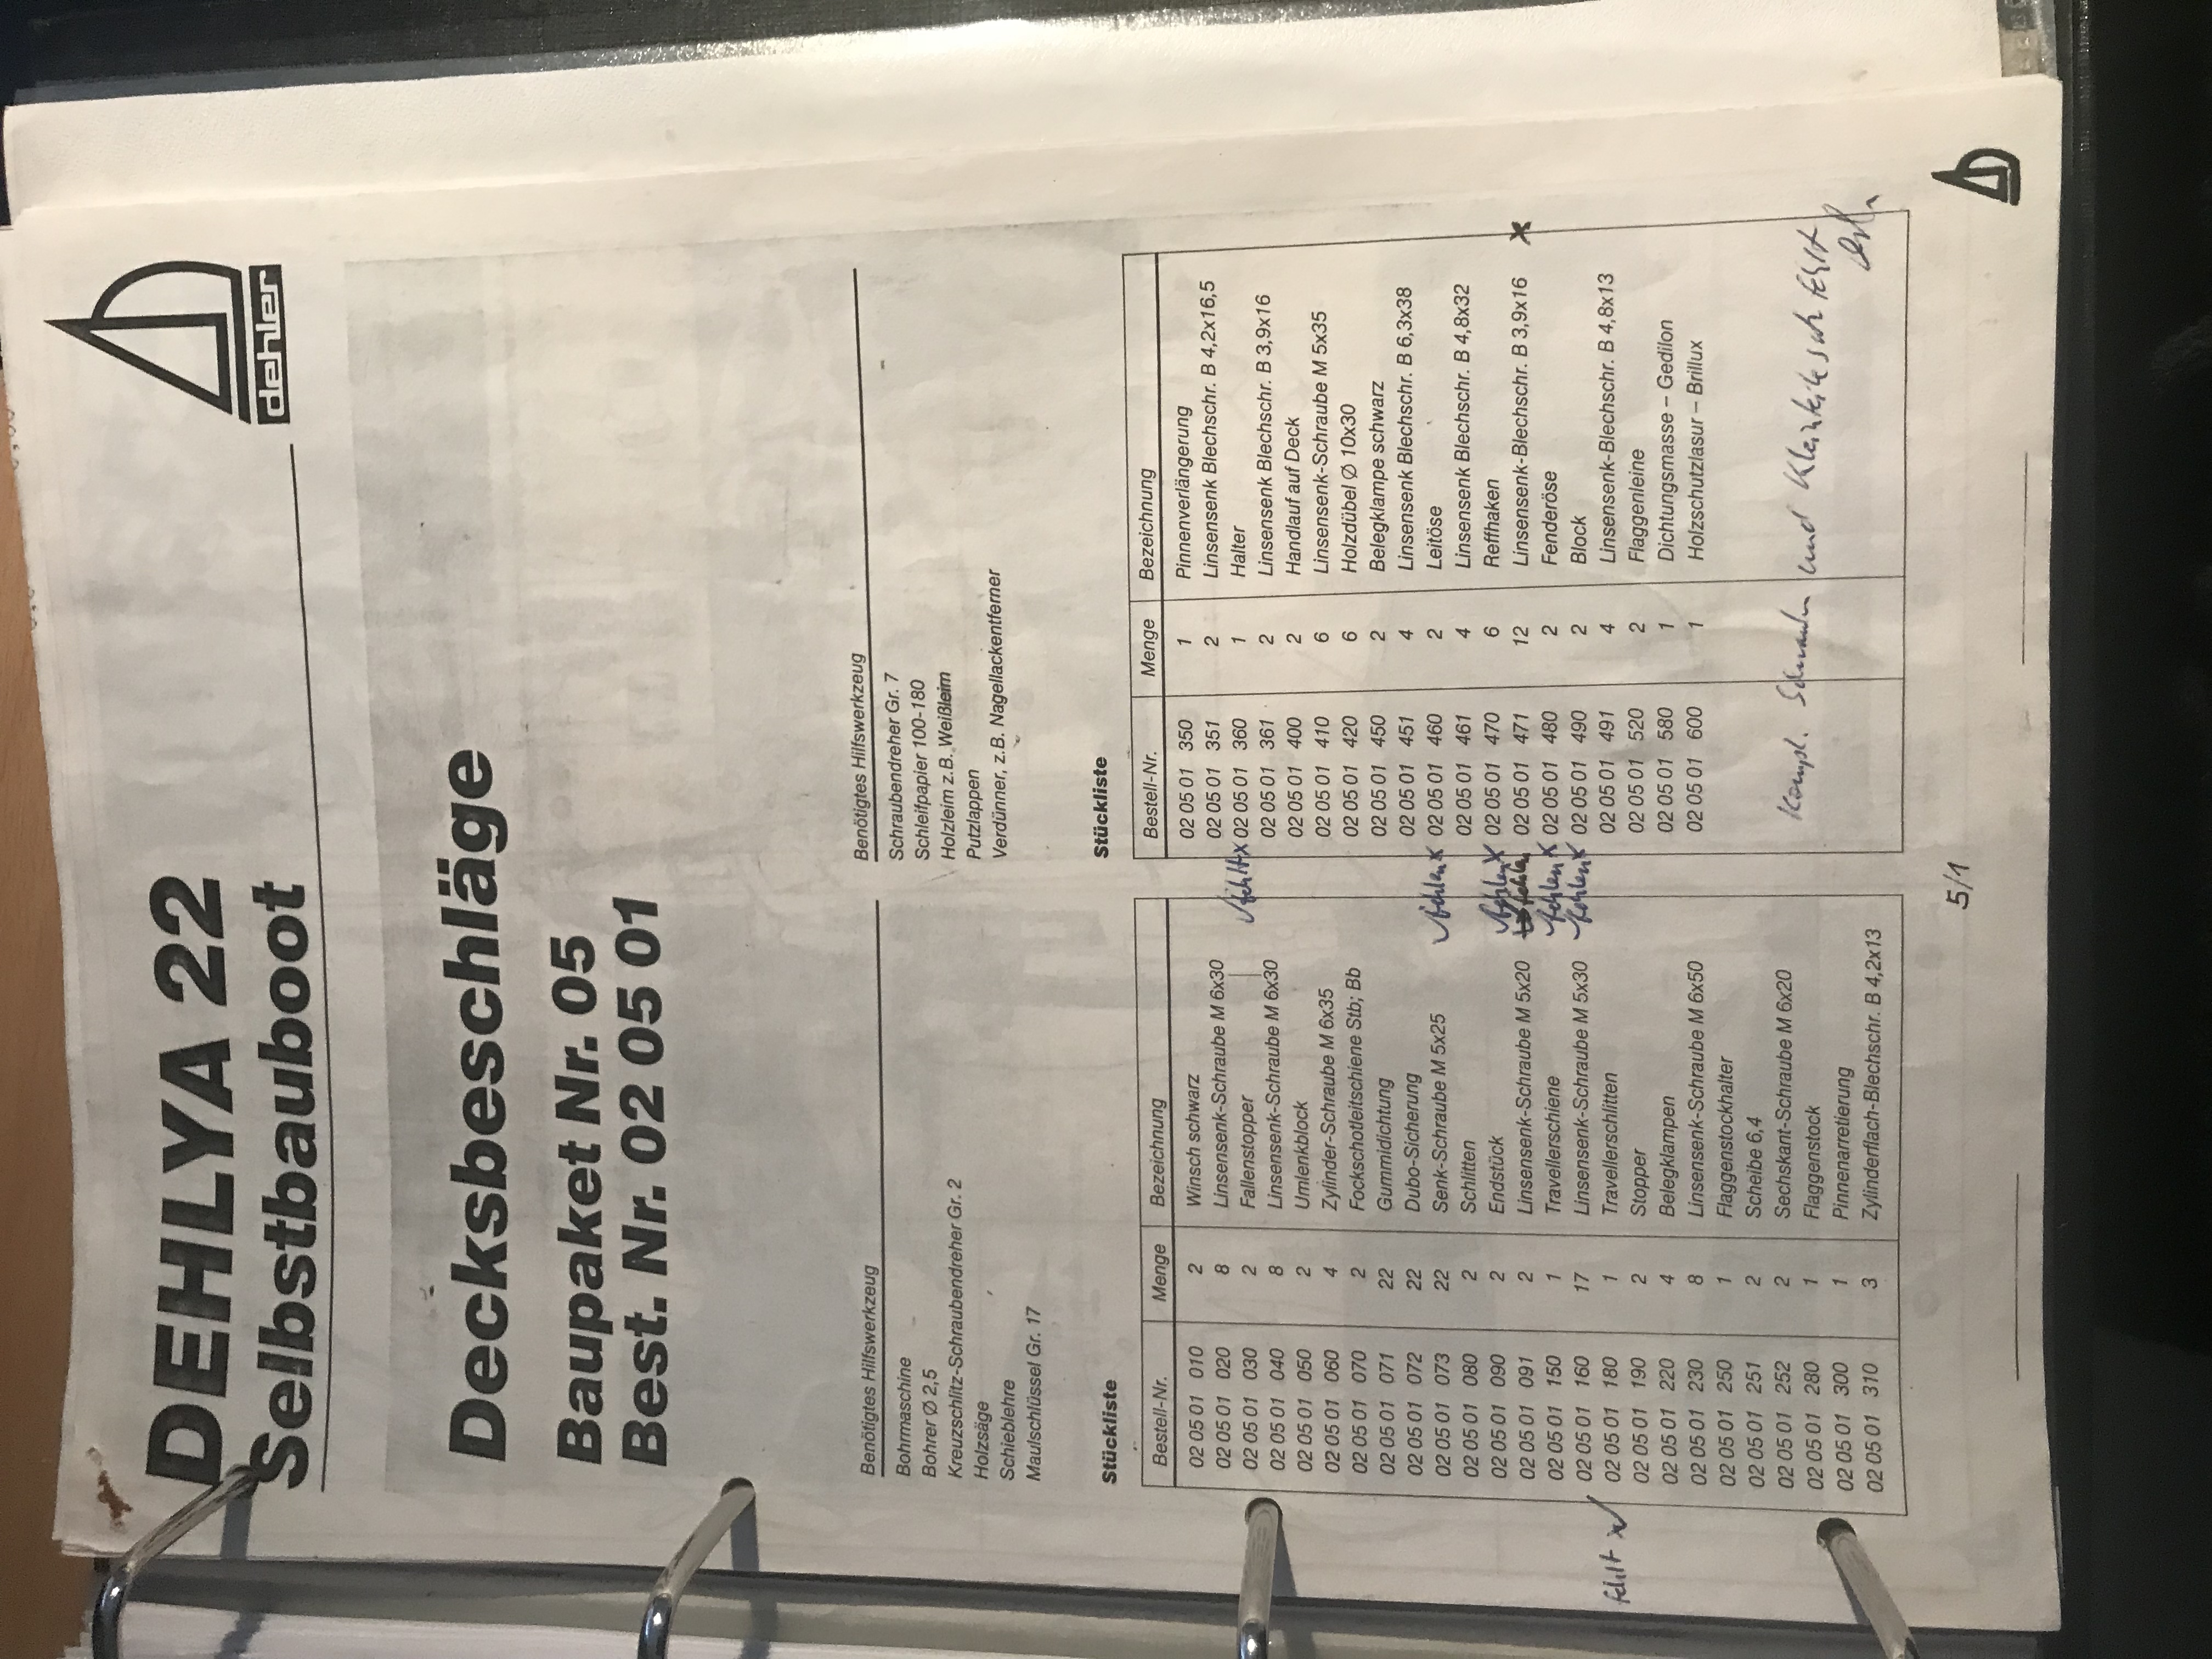 DEHLYA 22
Selbstbauboot
dehler
Decksbeschläge
Baupaket Nr. 05
Best. Nr. 02 05 01
Benötigtes Hilfswerkzeug
Bohrmaschine
Bohrer Ø 2,5
Kreuzschlitz-Schraubendreher Gr. 2
Holzsäge
Schieblehre
Maulschlüssel Gr. 17
Benötigtes Hilfswerkzeug
Schraubendreher Gr. 7
Schleifpapier 100-180
Holzleim z.B. Weißleim
Putzlappen
Verdünner, z.B. Nagellackentferner
Stückliste
Bestell-Nr. Menge Bezeichnung
02 05 01 010 2 Winsch schwarz
02 05 01 020 8 Linsensenk-Schraube M 6x30
02 05 01 030 2 Fallenstopper
02 05 01 040 8 Linsensenk-Schraube M 6x30
02 05 01 050 2 Umlenkblock
02 05 01 060 4 Zylinder-Schraube M 6x35
02 05 01 070 2 Fockschotleitschiene Stb; Bb
02 05 01 071 22 Gummidichtung
02 05 01 072 22 Dubo-Sicherung
02 05 01 073 22 Senk-Schraube M 5x25
02 05 01 080 2 Schlitten
02 05 01 090 2 Endstück
02 05 01 091 2 Linsensenk-Schraube M 5x20
02 05 01 150 1 Travellerschiene
02 05 01 160 17 Linsensenk-Schraube M 5x30
fehlt x 02 05 01 180 1 Travellerschlitten
02 05 01 190 2 Stopper
02 05 01 220 4 Belegklampen
02 05 01 230 8 Linsensenk-Schraube M 6x50
02 05 01 250 1 Flaggenstockhalter
02 05 01 251 2 Scheibe 6,4
02 05 01 252 2 Sechskant-Schraube M 6x20
02 05 01 280 1 Flaggenstock
02 05 01 300 1 Pinnenarretierung
02 05 01 310 3 Zylinderflach-Blechschr. B 4,2x13
Stückliste
Bestell-Nr. Menge Bezeichnung
02 05 01 350 1 Pinnenverlängerung
02 05 01 351 2 Linsensenk Blechschr. B 4,2x16,5
fehlt x 02 05 01 360 1 Halter
02 05 01 361 2 Linsensenk Blechschr. B 3,9x16
02 05 01 400 2 Handlauf auf Deck
02 05 01 410 6 Linsensenk-Schraube M 5x35
02 05 01 420 6 Holzdübel Ø 10x30
02 05 01 450 2 Belegklampe schwarz
02 05 01 451 4 Linsensenk Blechschr. B 6,3x38
fehlen x 02 05 01 460 2 Leitöse
02 05 01 461 4 Linsensenk Blechschr. B 4,8x32
fehlen x 02 05 01 470 6 Reffhaken
fehlen 02 05 01 471 12 Linsensenk-Blechschr. B 3,9x16 x
fehlen x 02 05 01 480 2 Fenderöse
fehlen x 02 05 01 490 2 Block
02 05 01 491 4 Linsensenk-Blechschr. B 4,8x13
02 05 01 520 2 Flaggenleine
02 05 01 580 1 Dichtungsmasse – Gedilon
02 05 01 600 1 Holzschutzlasur – Brillux
Kompl. Schrauben und Kleinteilesatz fehlt
5/1